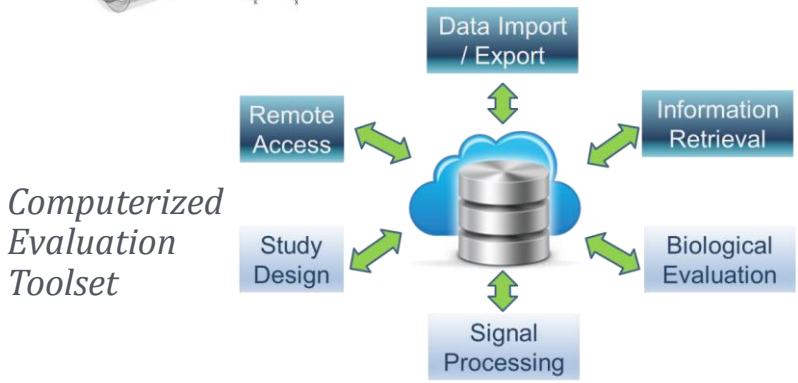 x x
Data Import
/ Export
Remote
Access
Information
Retrieval
Computerized
Evaluation
Toolset
Study
Design
Biological
Evaluation
Signal
Processing